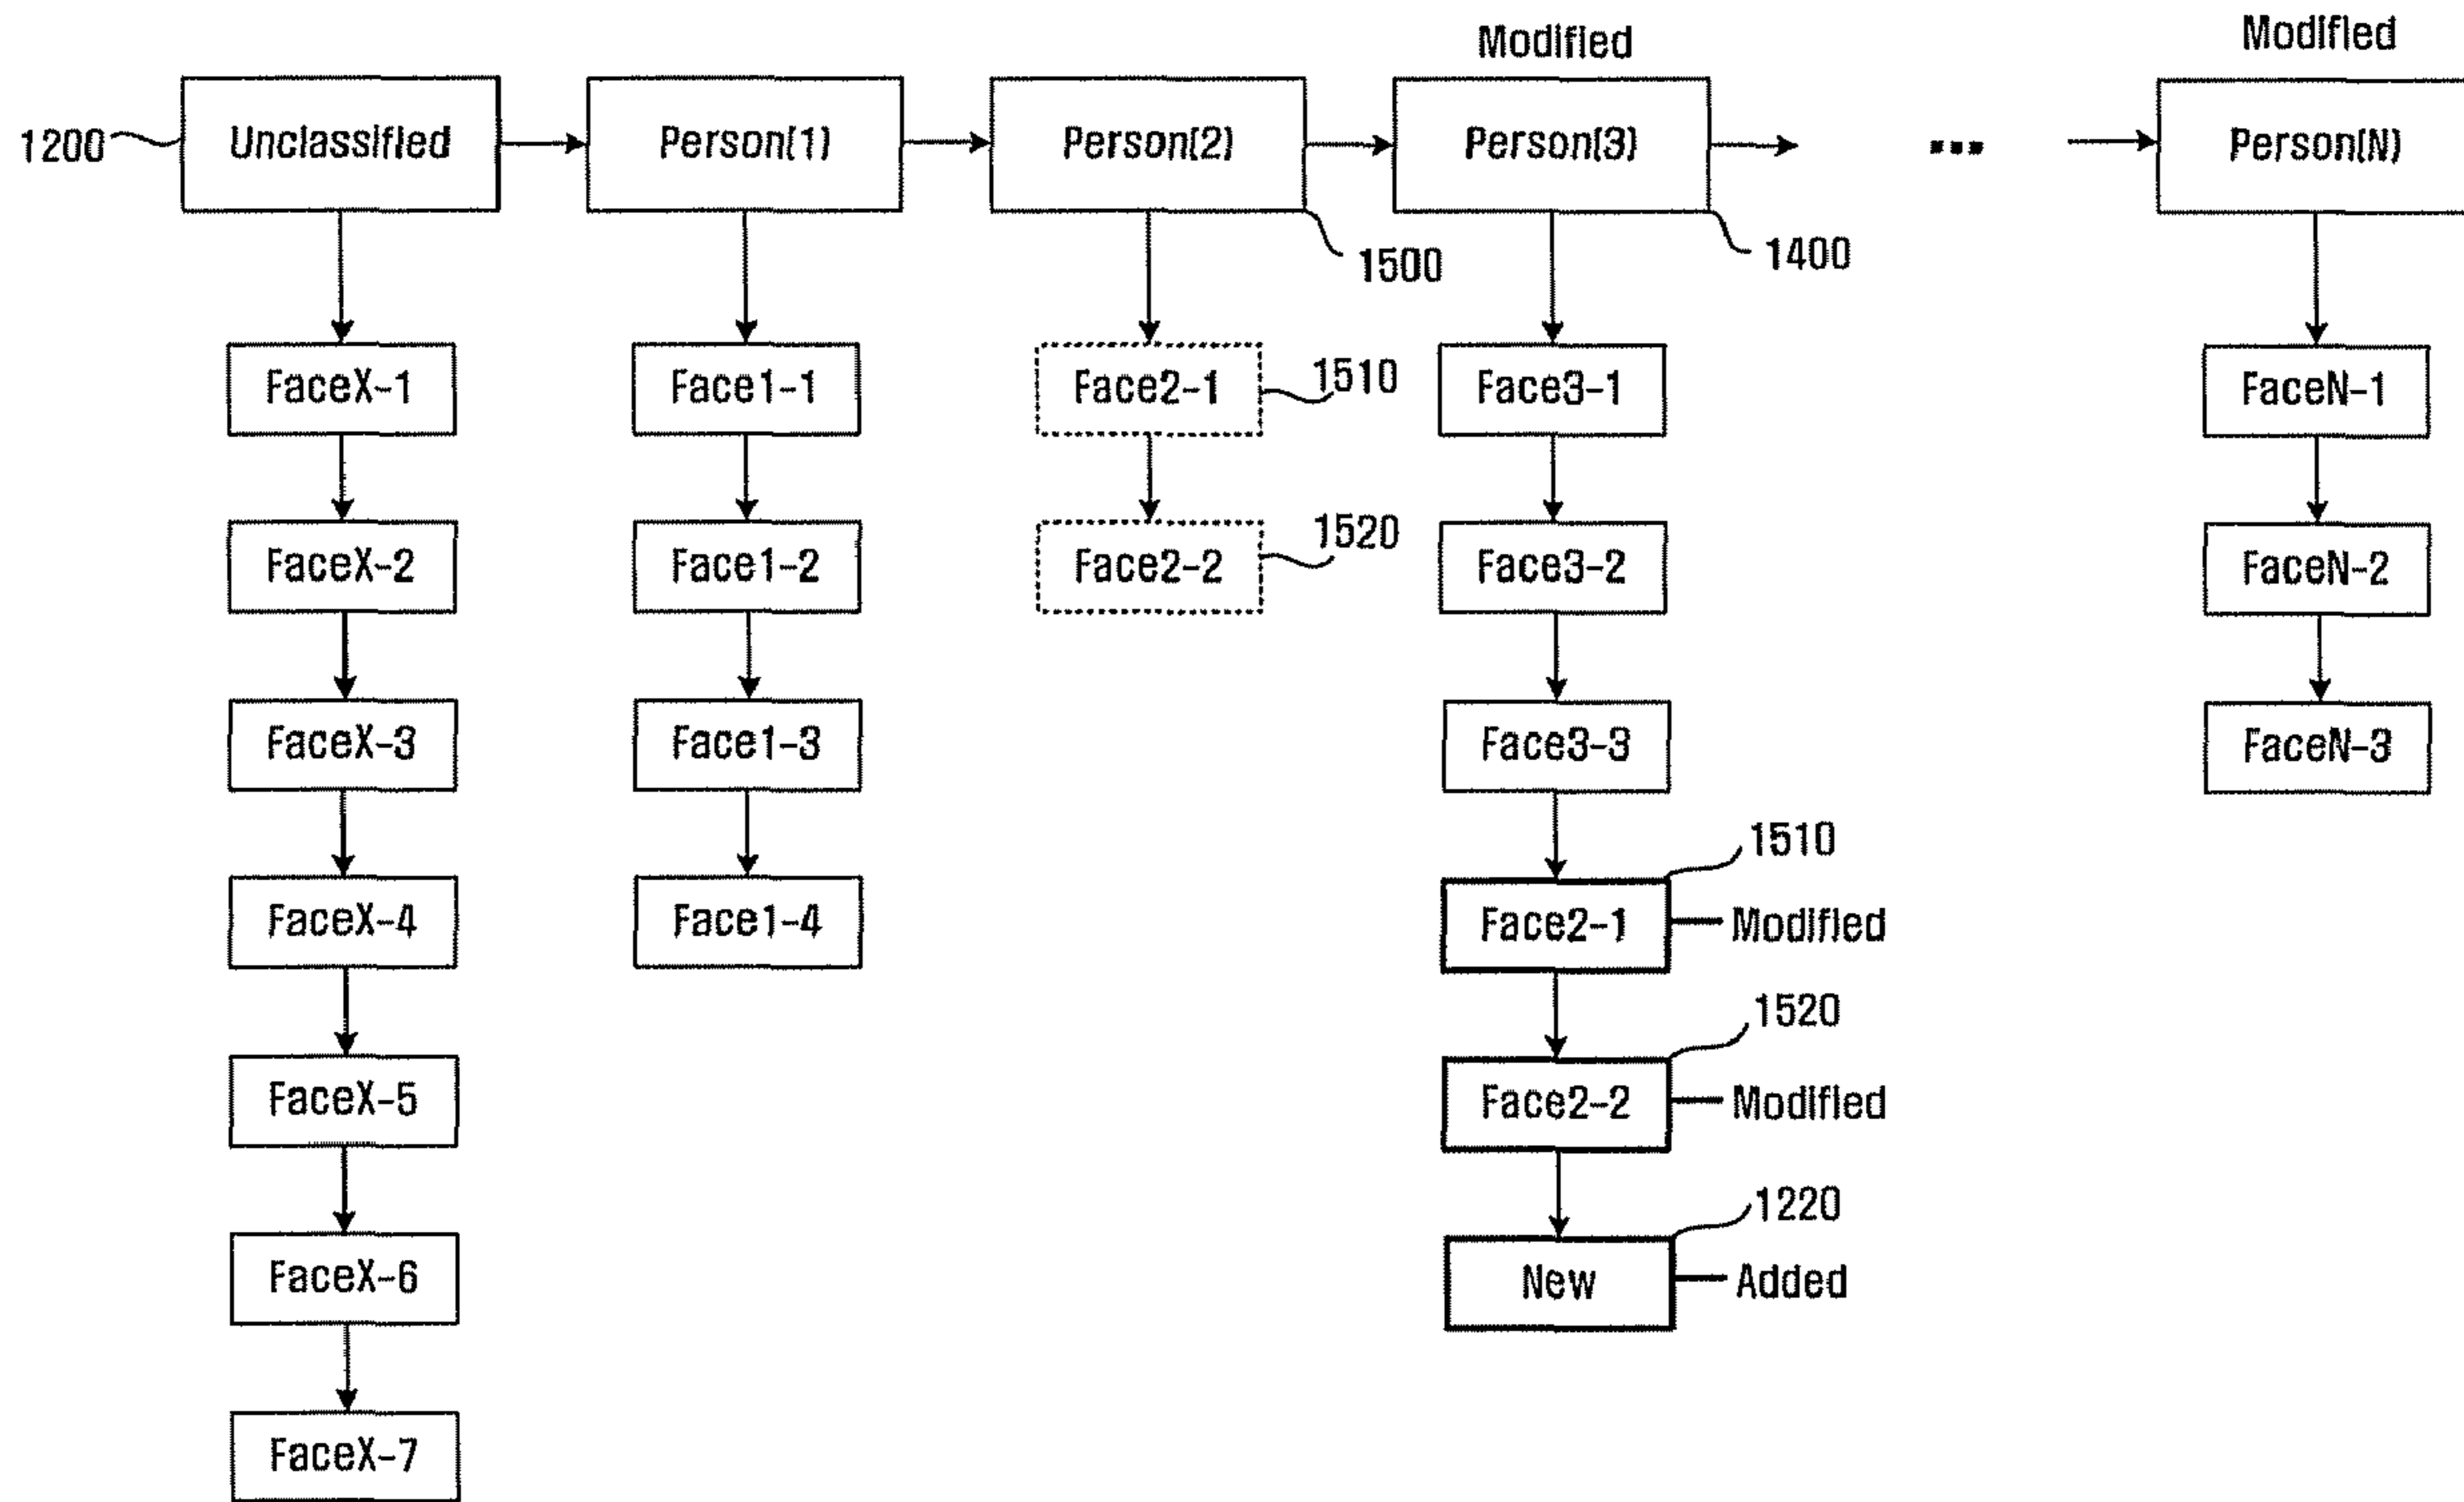 Modified
Modified
1200
Unclassified
Person(1)
Person(2)
Person(3)
...
Person(N)
1500
1400
FaceX-1
Face1-1
Face2-1
1510
Face3-1
FaceN-1
FaceX-2
Face1-2
Face2-2
1520
Face3-2
FaceN-2
FaceX-3
Face1-3
Face3-3
FaceN-3
1510
FaceX-4
Face1-4
Face2-1
Modified
1520
FaceX-5
Face2-2
Modified
1220
FaceX-6
New
Added
FaceX-7